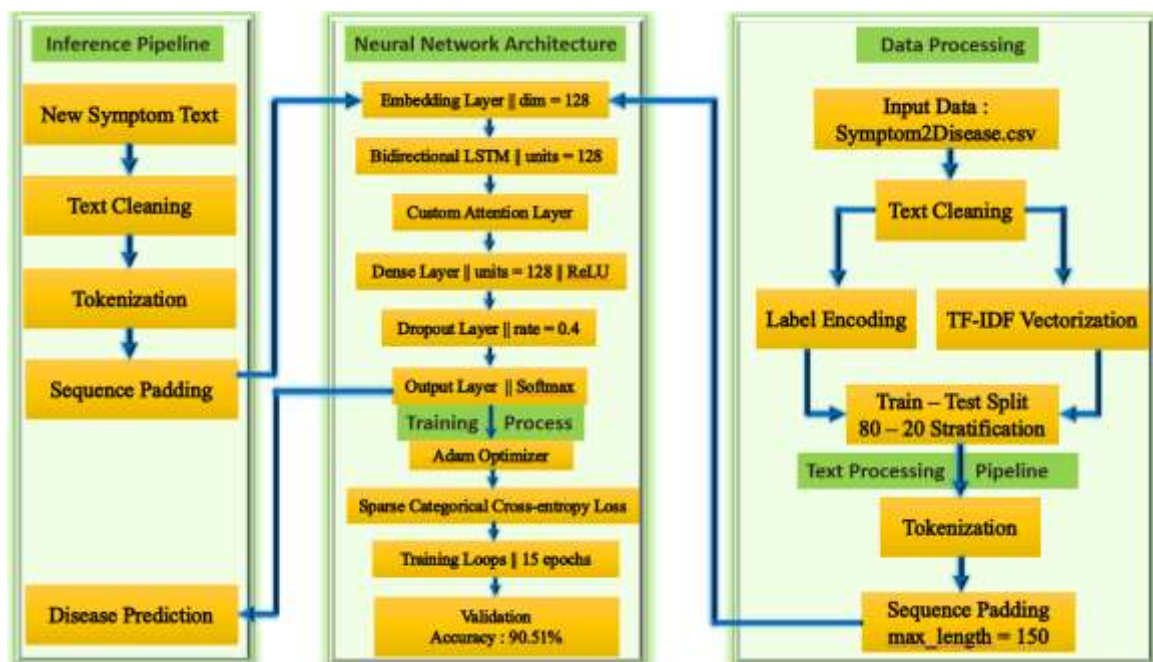 Inference Pipeline
New Symptom Text
Text Cleaning
Tokenization
Sequence Padding
Disease Prediction
Neural Network Architecture
Embedding Layer || dim = 128
Bidirectional LSTM || units = 128
Custom Attention Layer
Dense Layer || units = 128 || ReLU
Dropout Layer || rate = 0.4
Output Layer || Softmax
Training Process
Adam Optimizer
Sparse Categorical Cross-entropy Loss
Training Loops || 15 epochs
Validation
Accuracy : 90.51%
Data Processing
Input Data :
Symptom2Disease.csv
Text Cleaning
Label Encoding
TF-IDF Vectorization
Train – Test Split
80 – 20 Stratification
Text Processing Pipeline
Tokenization
Sequence Padding
max_length = 150